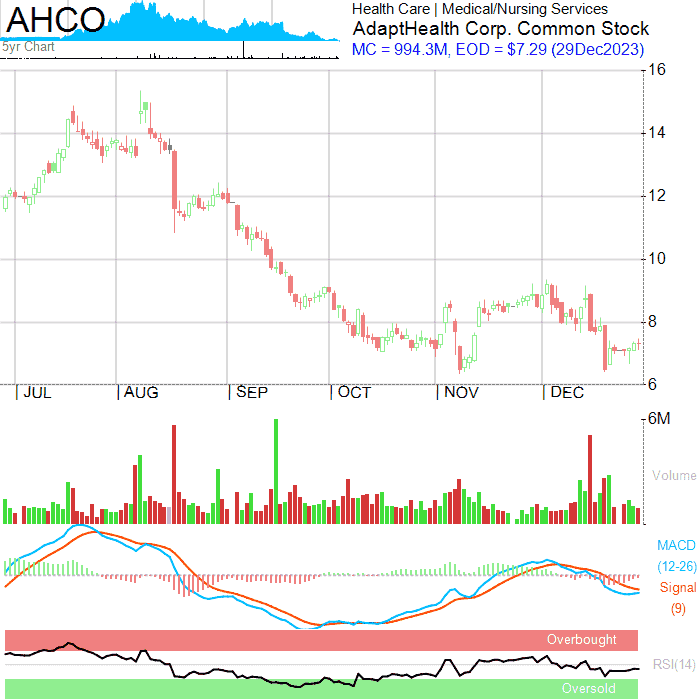 AHCO
5yr Chart
Health Care | Medical/Nursing Services
AdaptHealth Corp. Common Stock
MC = 994.3M, EOD = $7.29 (29Dec2023)
16
14
12
10
8
6
|JUL |AUG |SEP |OCT |NOV |DEC
6M
Volume
MACD
(12-26)
Signal
(9)
Overbought
RSI(14)
Oversold